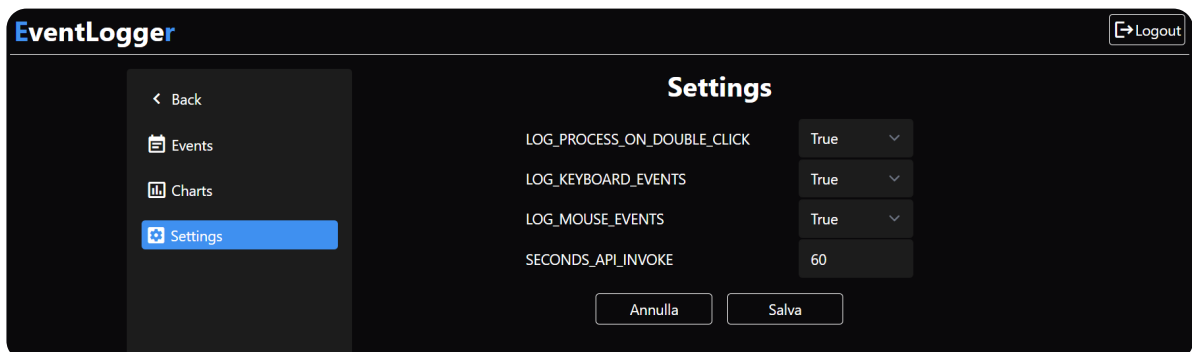 EventLogger
Logout
Back
Events
Charts
Settings
Settings
LOG_PROCESS_ON_DOUBLE_CLICK True
LOG_KEYBOARD_EVENTS True
LOG_MOUSE_EVENTS True
SECONDS_API_INVOKE 60
Annulla Salva